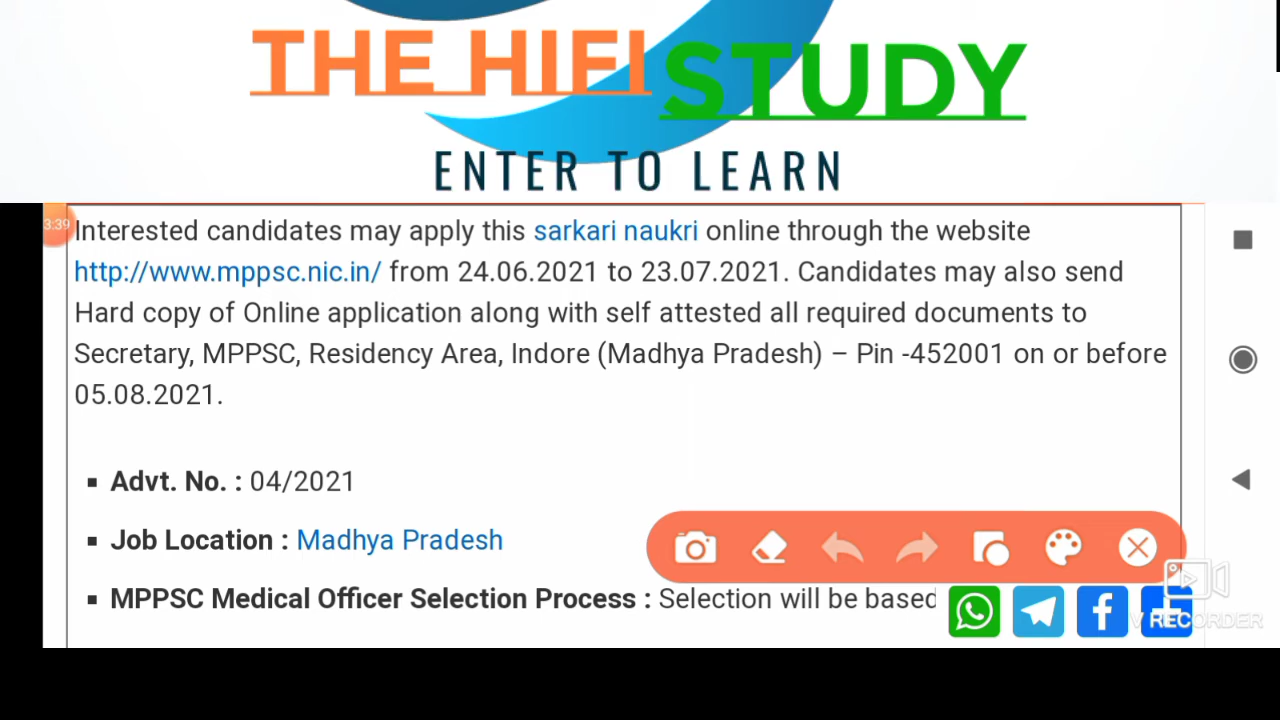 THE HIFI STUDY
ENTER TO LEARN
3:39
Interested candidates may apply this sarkari naukri online through the website
http://www.mppsc.nic.in/ from 24.06.2021 to 23.07.2021. Candidates may also send
Hard copy of Online application along with self attested all required documents to
Secretary, MPPSC, Residency Area, Indore (Madhya Pradesh) – Pin -452001 on or before
05.08.2021.
▪ Advt. No. : 04/2021
▪ Job Location : Madhya Pradesh
▪ MPPSC Medical Officer Selection Process : Selection will be based
V RECORDER